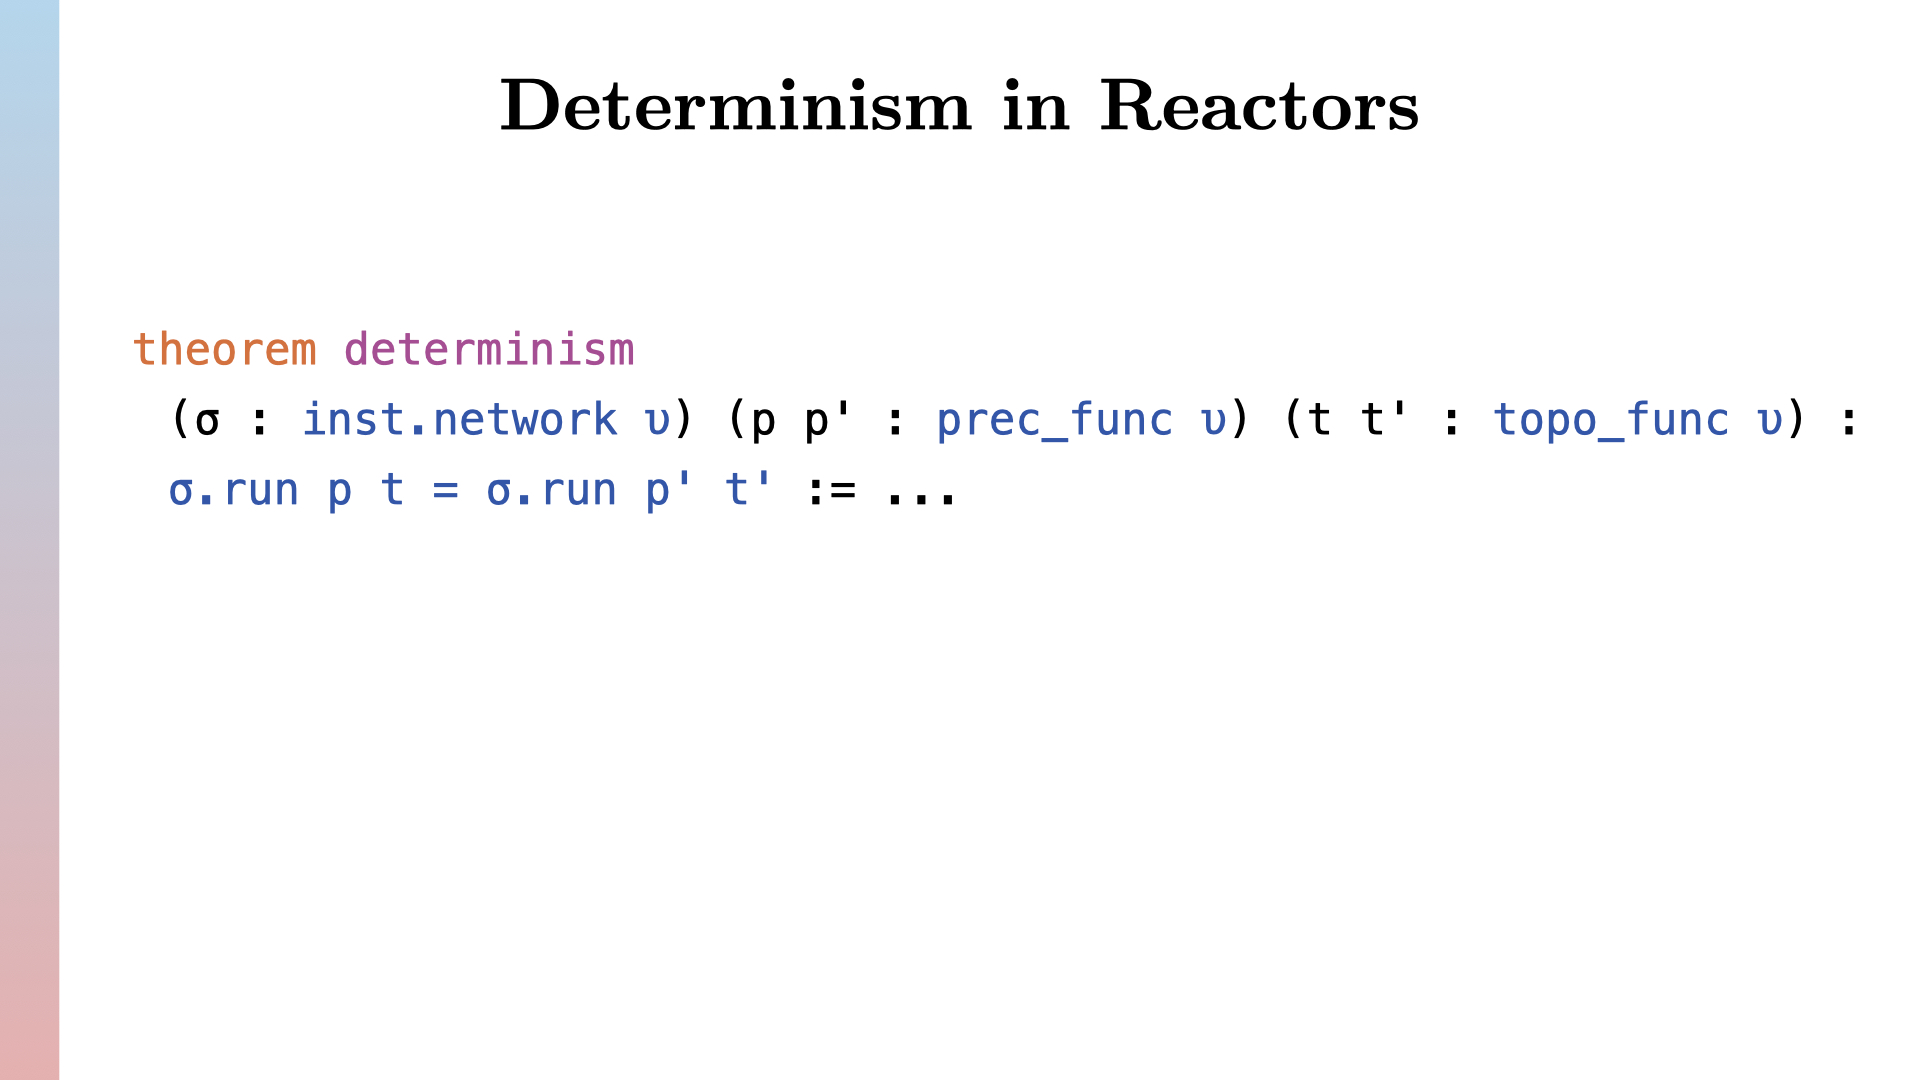 Determinism in Reactors
theorem determinism
(σ : inst.network υ) (p p' : prec_func υ) (t t' : topo_func υ) :
σ.run p t = σ.run p' t' := ...